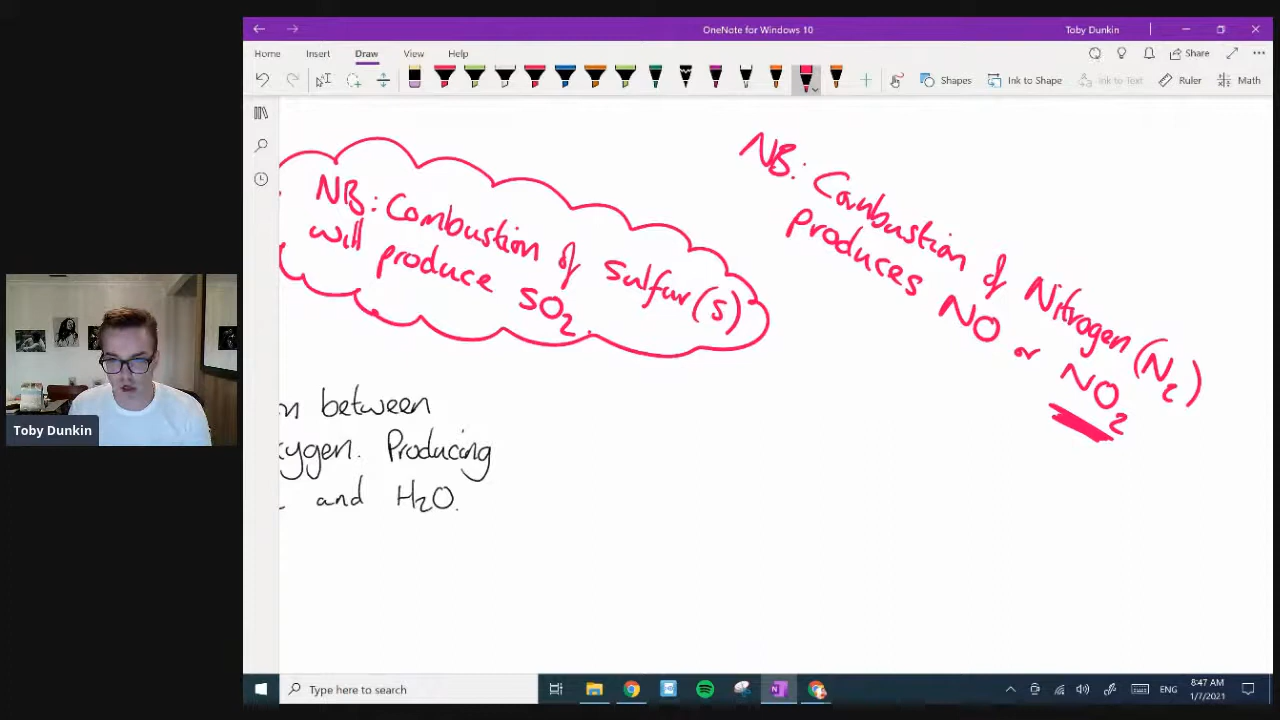 OneNote for Windows 10
Toby Dunkin
Home Insert Draw View Help
Share
Shapes Ink to Shape Ink to Text Ruler Math
NB: Combustion of sulfur (s)
will produce SO2.
NB: Combustion of Nitrogen (N2)
produces NO or NO2
n between
xygen. Producing
and H2O.
Toby Dunkin
Type here to search
ENG
8:47 AM
1/7/2021